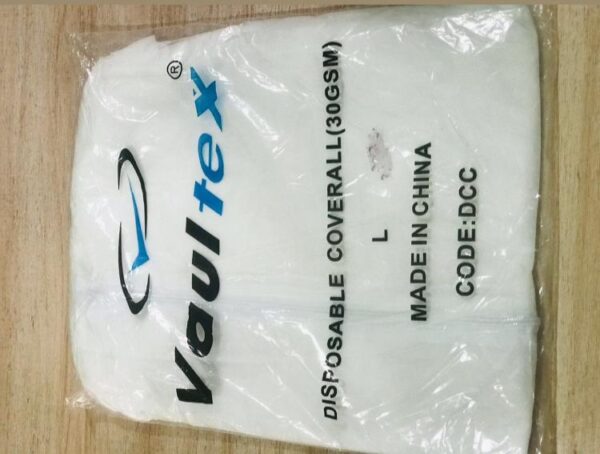 Vaultex®
DISPOSABLE COVERALL(30GSM)
L
MADE IN CHINA
CODE:DCC